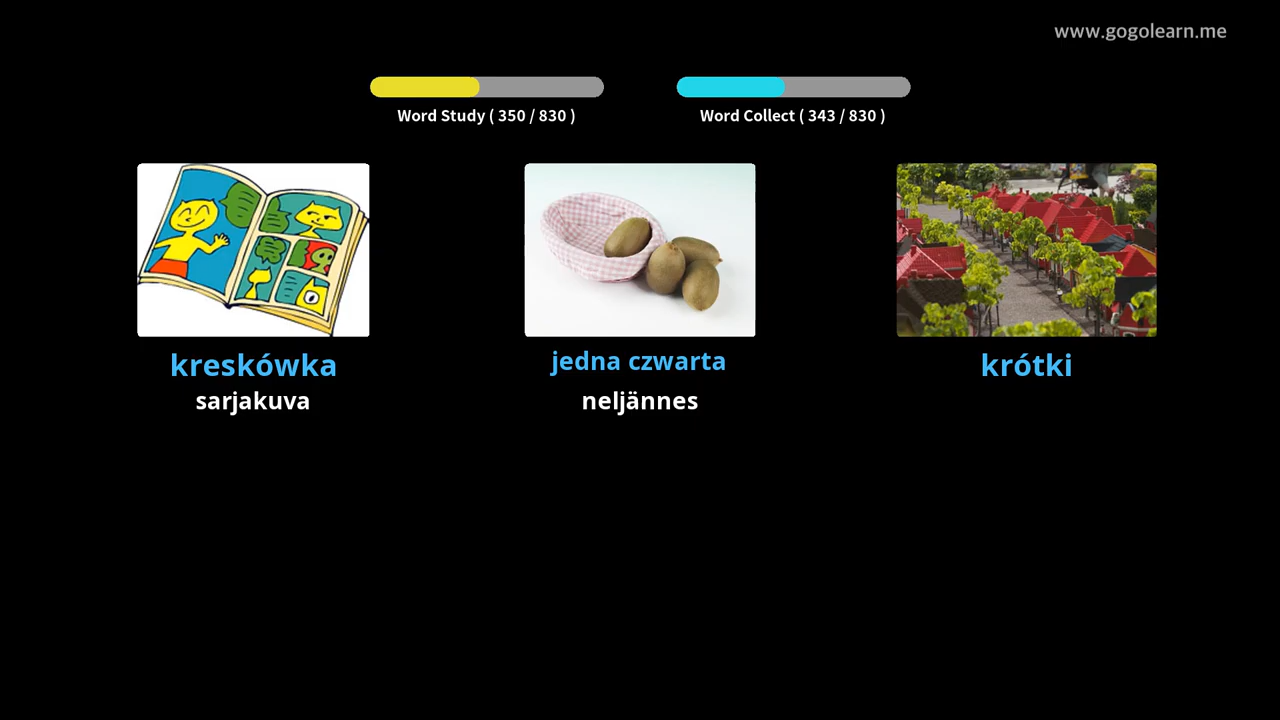 www.gogolearn.me
Word Study ( 350 / 830 )
Word Collect ( 343 / 830 )
kreskówka
sarjakuva
jedna czwarta
neljännes
krótki